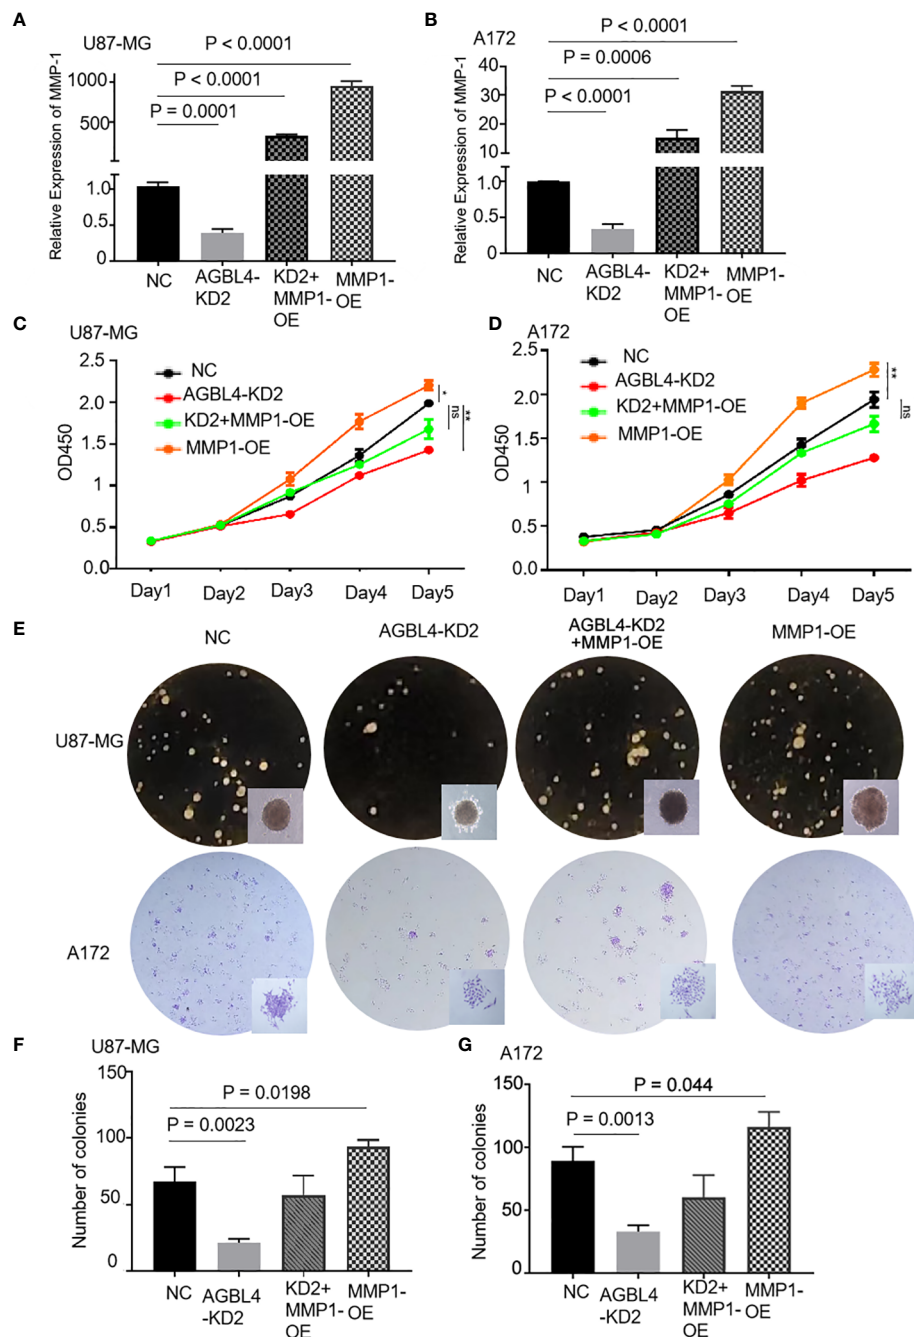 A
U87-MG
P < 0.0001
P < 0.0001
P = 0.0001
Relative Expression of MMP-1
1000
500
1.0
0.5
0
NC
AGBL4-
KD2
KD2+
MMP1-
OE
MMP1-
OE
B
A172
P < 0.0001
P = 0.0006
P < 0.0001
Relative Expression of MMP-1
40
30
20
10
1.0
0.5
0
NC
AGBL4-
KD2
KD2+
MMP1-
OE
MMP1-
OE
C
U87-MG
NC
AGBL4-KD2
KD2+MMP1-OE
MMP1-OE
OD450
2.5
2.0
1.5
1
0.5
0.0
Day1
Day2
Day3
Day4
Day5
*
ns
**
D
A172
NC
AGBL4-KD2
KD2+MMP1-OE
MMP1-OE
OD450
2.5
2.0
1.5
1
0.5
0.0
Day1
Day2
Day3
Day4
Day5
**
ns
E
NC
AGBL4-KD2
AGBL4-KD2
+MMP1-OE
MMP1-OE
U87-MG
A172
F
U87-MG
P = 0.0198
P = 0.0023
Number of colonies
150
100
50
0
NC
AGBL4
-KD2
KD2+
MMP1-
OE
MMP1-
OE
G
A172
P = 0.044
P = 0.0013
Number of colonies
150
100
50
0
NC
AGBL4
-KD2
KD2+
MMP1-
OE
MMP1-
OE